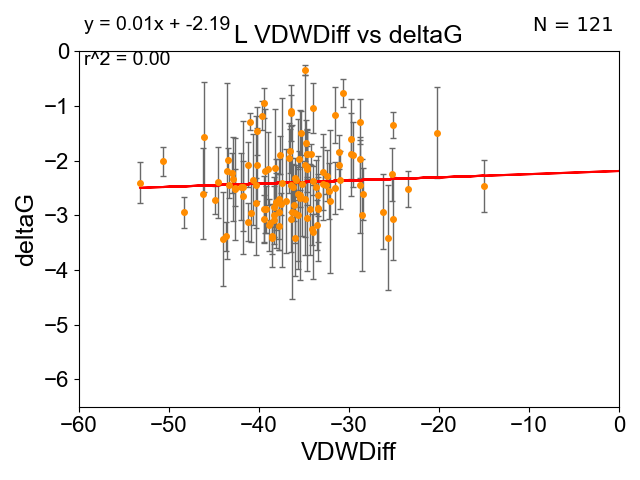 y = 0.01x + -2.19
N = 121
L VDWDiff vs deltaG
r^2 = 0.00
0
−1
−2
−3
−4
−5
−6
deltaG
−60
−50
−40
−30
−20
−10
0
VDWDiff